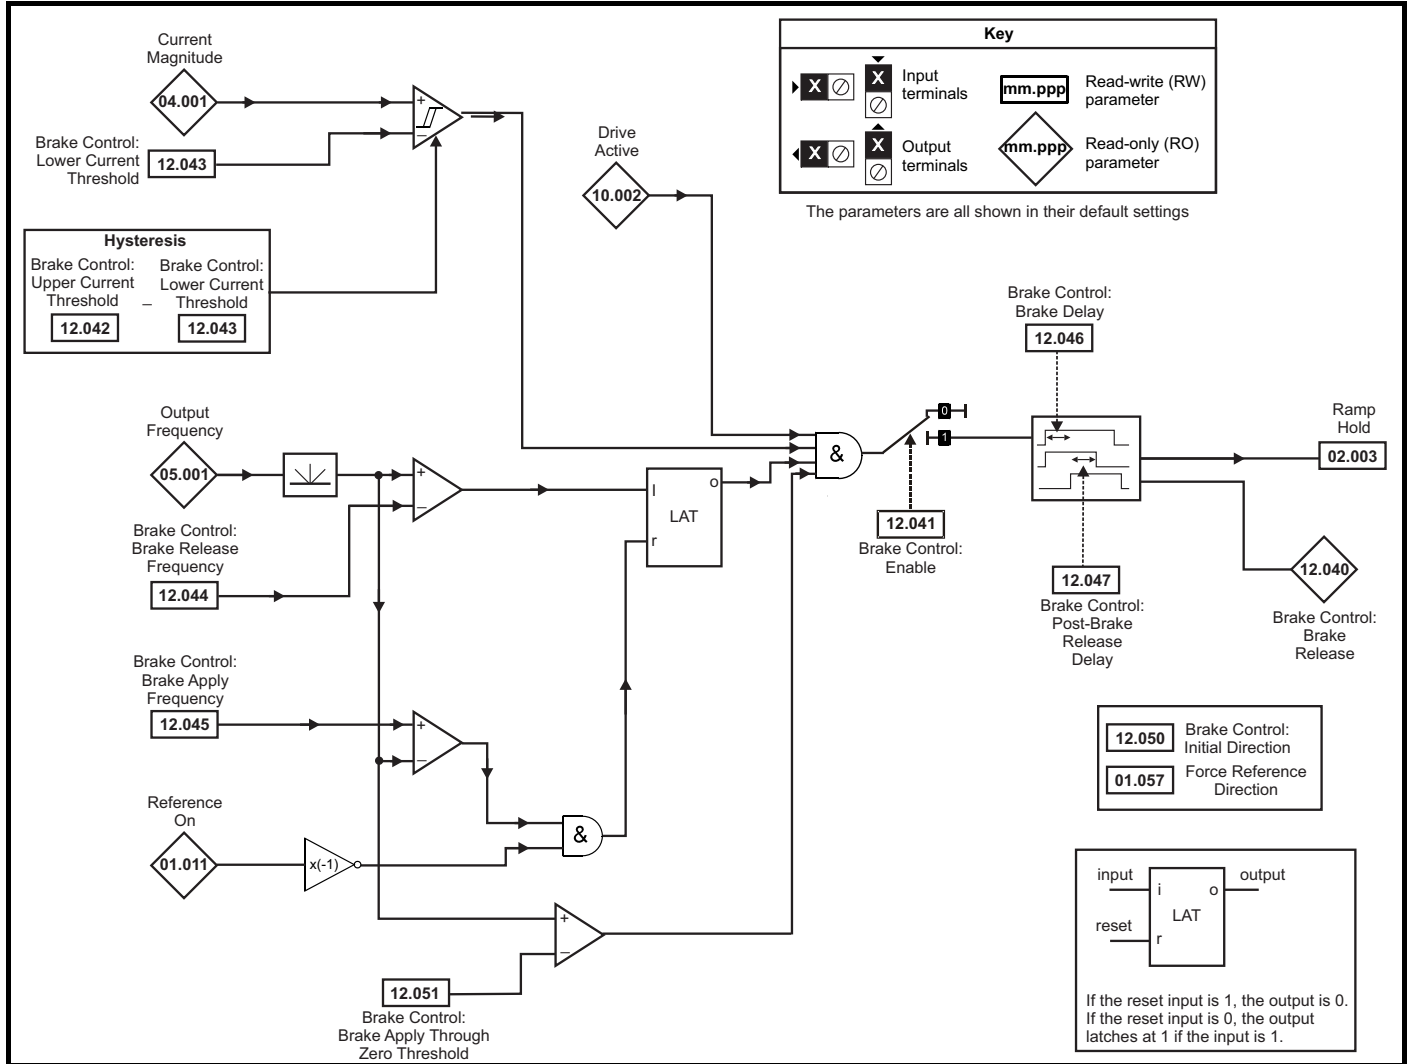 Current
Magnitude
04.001
+
−
Brake Control:
Lower Current
Threshold
12.043
Hysteresis
Brake Control:
Upper Current
Threshold
12.042
−
Brake Control:
Lower Current
Threshold
12.043
Drive
Active
10.002
Key
X
X
Input
terminals
X
X
Output
terminals
mm.ppp
Read-write (RW)
parameter
mm.ppp
Read-only (RO)
parameter
The parameters are all shown in their default settings
Output
Frequency
05.001
+
−
Brake Control:
Brake Release
Frequency
12.044
I
o
LAT
r
&
0
1
12.041
Brake Control:
Enable
Brake Control:
Brake Delay
12.046
12.047
Brake Control:
Post-Brake
Release
Delay
Ramp
Hold
02.003
12.040
Brake Control:
Brake
Release
Brake Control:
Brake Apply
Frequency
12.045
+
−
Reference
On
01.011
x(-1)
&
+
−
12.051
Brake Control:
Brake Apply Through
Zero Threshold
12.050
Brake Control:
Initial Direction
01.057
Force Reference
Direction
input
output
i
o
LAT
reset
r
If the reset input is 1, the output is 0.
If the reset input is 0, the output
latches at 1 if the input is 1.